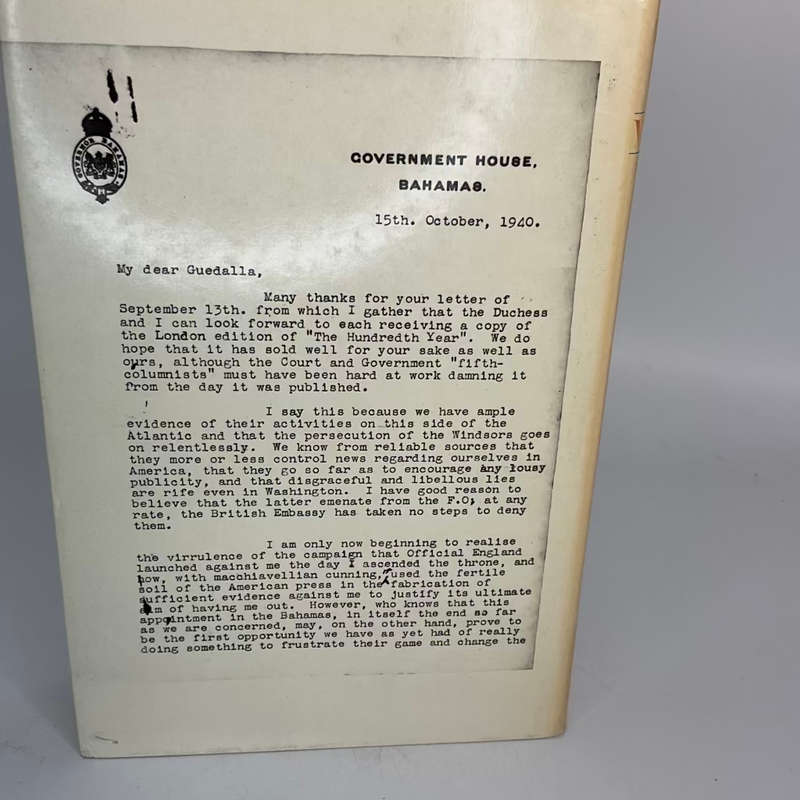 GOVERNOR BAHAMAS
GOVERNMENT HOUSE,
BAHAMAS.
15th. October, 1940.
My dear Guedalla,
Many thanks for your letter of
September 13th. from which I gather that the Duchess
and I can look forward to each receiving a copy of
the London edition of "The Hundredth Year". We do
hope that it has sold well for your sake as well as
ours, although the Court and Government "fifth-
columnists" must have been hard at work damning it
from the day it was published.
I say this because we have ample
evidence of their activities on this side of the
Atlantic and that the persecution of the Windsors goes
on relentlessly. We know from reliable sources that
they more or less control news regarding ourselves in
America, that they go so far as to encourage any lousy
publicity, and that disgraceful and libellous lies
are rife even in Washington. I have good reason to
believe that the latter emenate from the F.O; at any
rate, the British Embassy has taken no steps to deny
them.
I am only now beginning to realise
the virrulence of the campaign that Official England
launched against me the day I ascended the throne, and
how, with macchiavellian cunning, used the fertile
soil of the American press in the fabrication of
sufficient evidence against me to justify its ultimate
aim of having me out. However, who knows that this
appointment in the Bahamas, in itself the end so far
as we are concerned, may, on the other hand, prove to
be the first opportunity we have as yet had of really
doing something to frustrate their game and change the